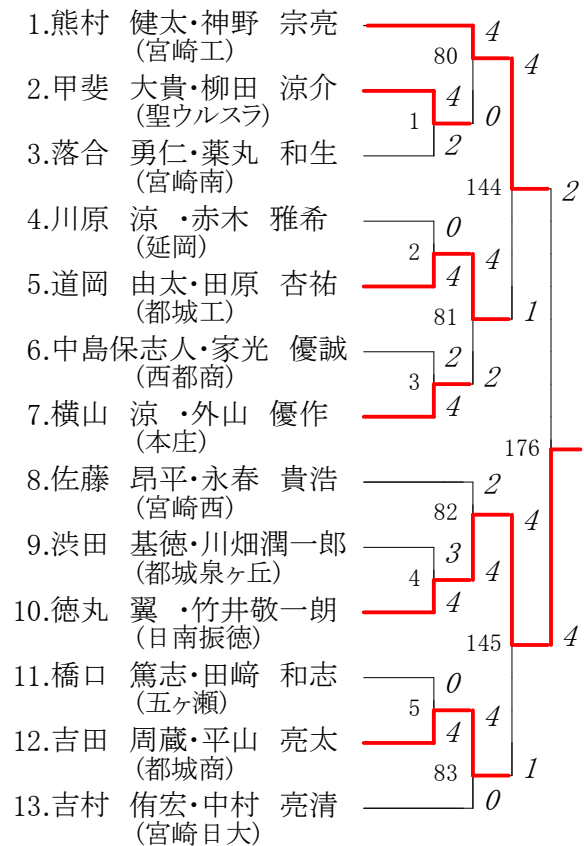 1.熊村 健太・神野 宗亮
(宮崎工)
2.甲斐 大貴・柳田 涼介
(聖ウルスラ)
3.落合 勇仁・薬丸 和生
(宮崎南)
4.川原 涼 ・赤木 雅希
(延岡)
5.道岡 由太・田原 杏祐
(都城工)
6.中島保志人・家光 優誠
(西都商)
7.横山 涼 ・外山 優作
(本庄)
8.佐藤 昂平・永春 貴浩
(宮崎西)
9.渋田 基徳・川畑潤一郎
(都城泉ヶ丘)
10.徳丸 翼 ・竹井敬一朗
(日南振徳)
11.橋口 篤志・田﨑 和志
(五ヶ瀬)
12.吉田 周蔵・平山 亮太
(都城商)
13.吉村 侑宏・中村 亮清
(宮崎日大)
4
80
4
4
0
1
2
144
2
0
2
4
4
81
1
2
3
2
4
176
2
82
4
3
4
4
4
145
4
0
5
4
4
83
1
0